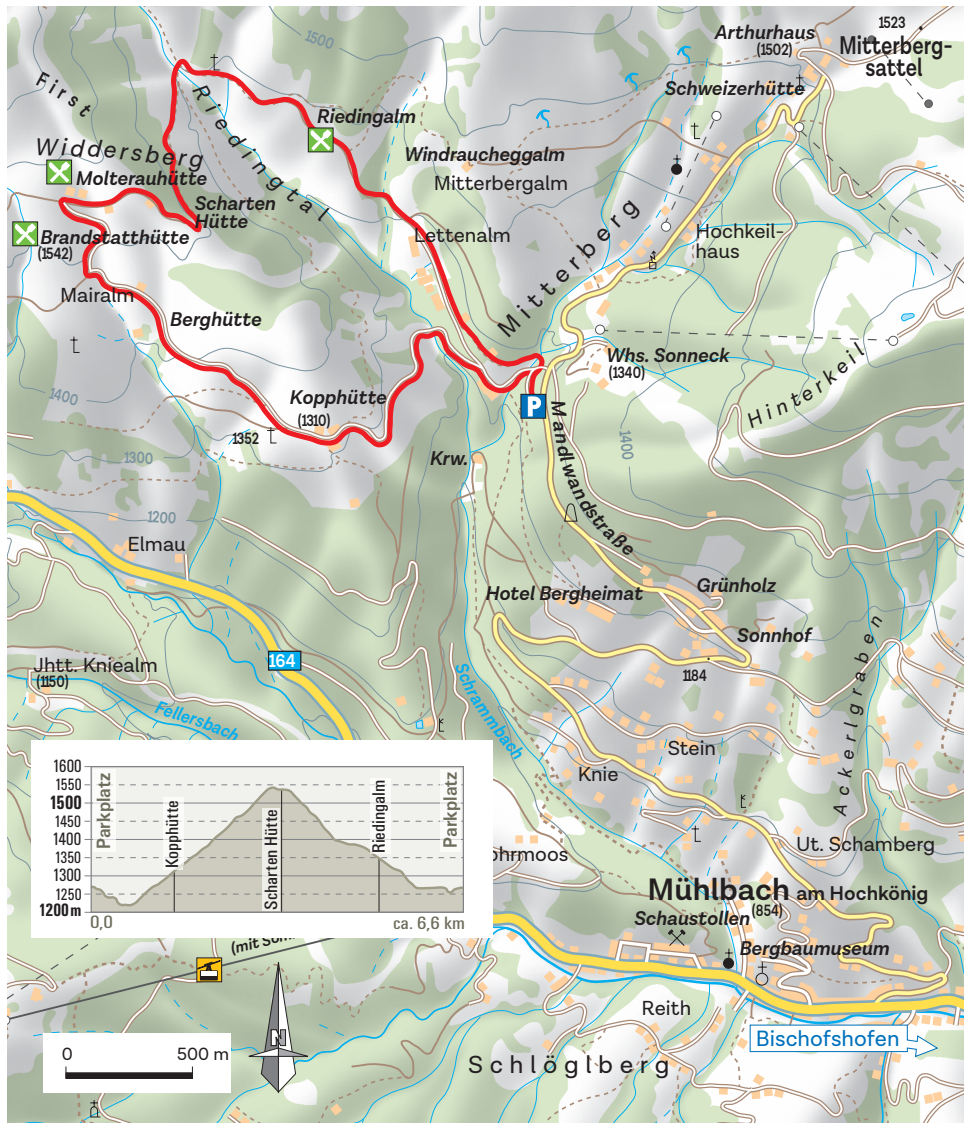 1500
Arthurhaus
(1502)
1523
Mitterberg-
sattel
First
Schweizerhütte
Riedingtal
Riedingalm
Widdersberg
Molterauhütte
Windraucheggalm
Mitterbergalm
Scharten
Hütte
Mitterberg
Brandstatthütte
(1542)
Lettenalm
Hochkeil-
haus
Mairalm
Berghütte
Whs. Sonneck
(1340)
Hinterkeil
1400
Kopphütte
(1310)
P
Mandlwandstraße
1352
1400
1300
Krw.
1200
Elmau
Hotel Bergheimat
Grünholz
Sonnhof
164
Jhtt. Kniealm
(1150)
1184
Fellersbach
Schrammbach
Ackerlgraben
Stein
Knie
1600
1550
1500
1450
1400
1350
1300
1250
1200 m
Parkplatz
Kopphütte
Scharten Hütte
Riedingalm
Parkplatz
0,0
ca. 6,6 km
Ut. Schamberg
Mühlbach am Hochkönig
(854)
Schaustollen
Bergbaumuseum
N
Reith
Bischofshofen
0
500 m
Schlöglberg